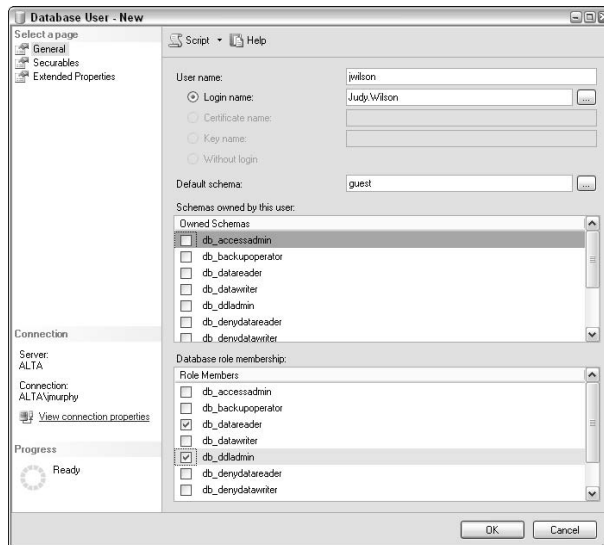 Database User - New
Select a page
General
Securables
Extended Properties
Script
Help
User name:
jwilson
Login name:
Judy.Wilson
...
Certificate name:
Key name:
Without login
Default schema:
guest
...
Schemas owned by this user:
Owned Schemas
db_accessadmin
db_backupoperator
db_datareader
db_datawriter
db_ddladmin
db_denydatareader
db_denydatawriter
Connection
Server:
ALTA
Connection:
ALTA\jmurphy
View connection properties
Progress
Ready
Database role membership:
Role Members
db_accessadmin
db_backupoperator
db_datareader
db_datawriter
db_ddladmin
db_denydatareader
db_denydatawriter
OK
Cancel